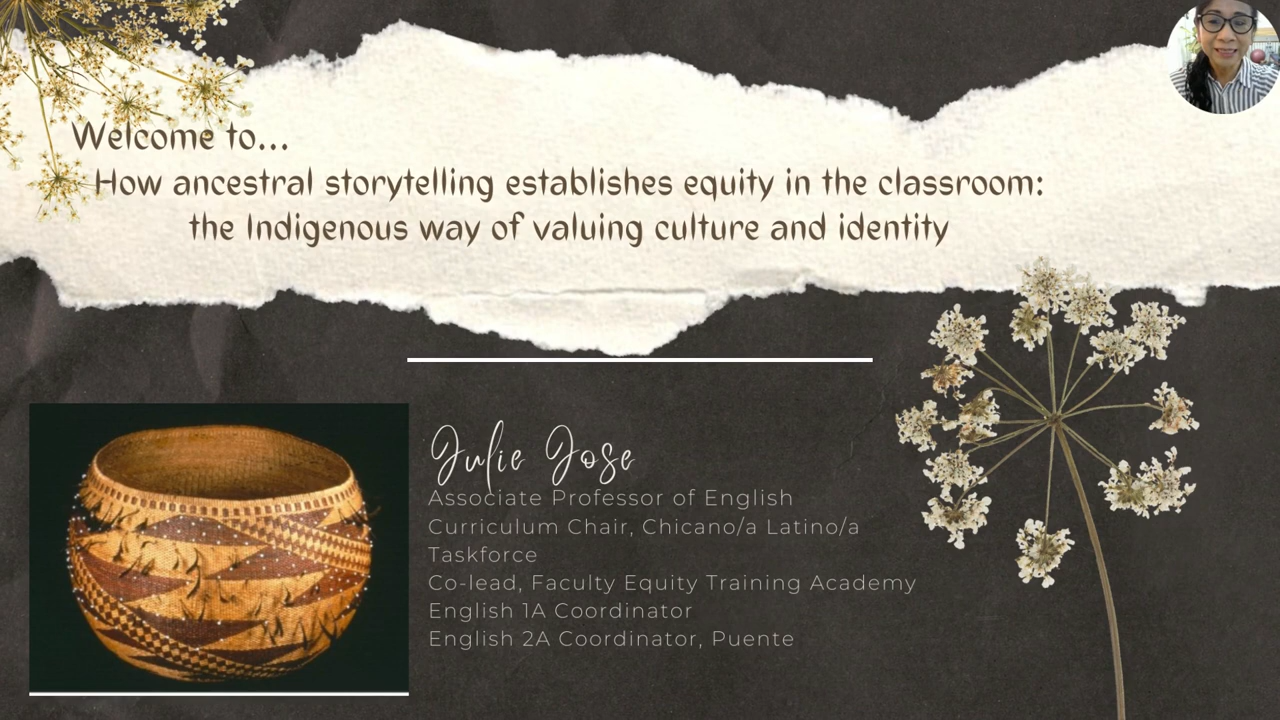 Welcome to...
How ancestral storytelling establishes equity in the classroom:
the Indigenous way of valuing culture and identity
Julie Jose
Associate Professor of English
Curriculum Chair, Chicano/a Latino/a
Taskforce
Co-lead, Faculty Equity Training Academy
English 1A Coordinator
English 2A Coordinator, Puente